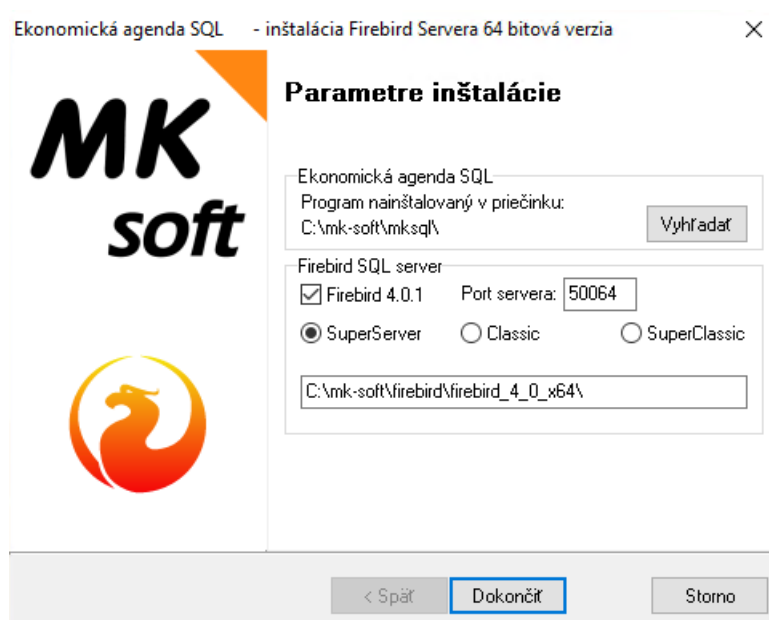 Ekonomická agenda SQL - inštalácia Firebird Servera 64 bitová verzia
MK
soft
Parametre inštalácie
Ekonomická agenda SQL
Program nainštalovaný v priečinku:
C:\mk-soft\mksql\
Vyhľadať
Firebird SQL server
Firebird 4.0.1 Port servera: 50064
SuperServer Classic SuperClassic
C:\mk-soft\firebird\firebird_4_0_x64\
< Späť Dokončiť Storno